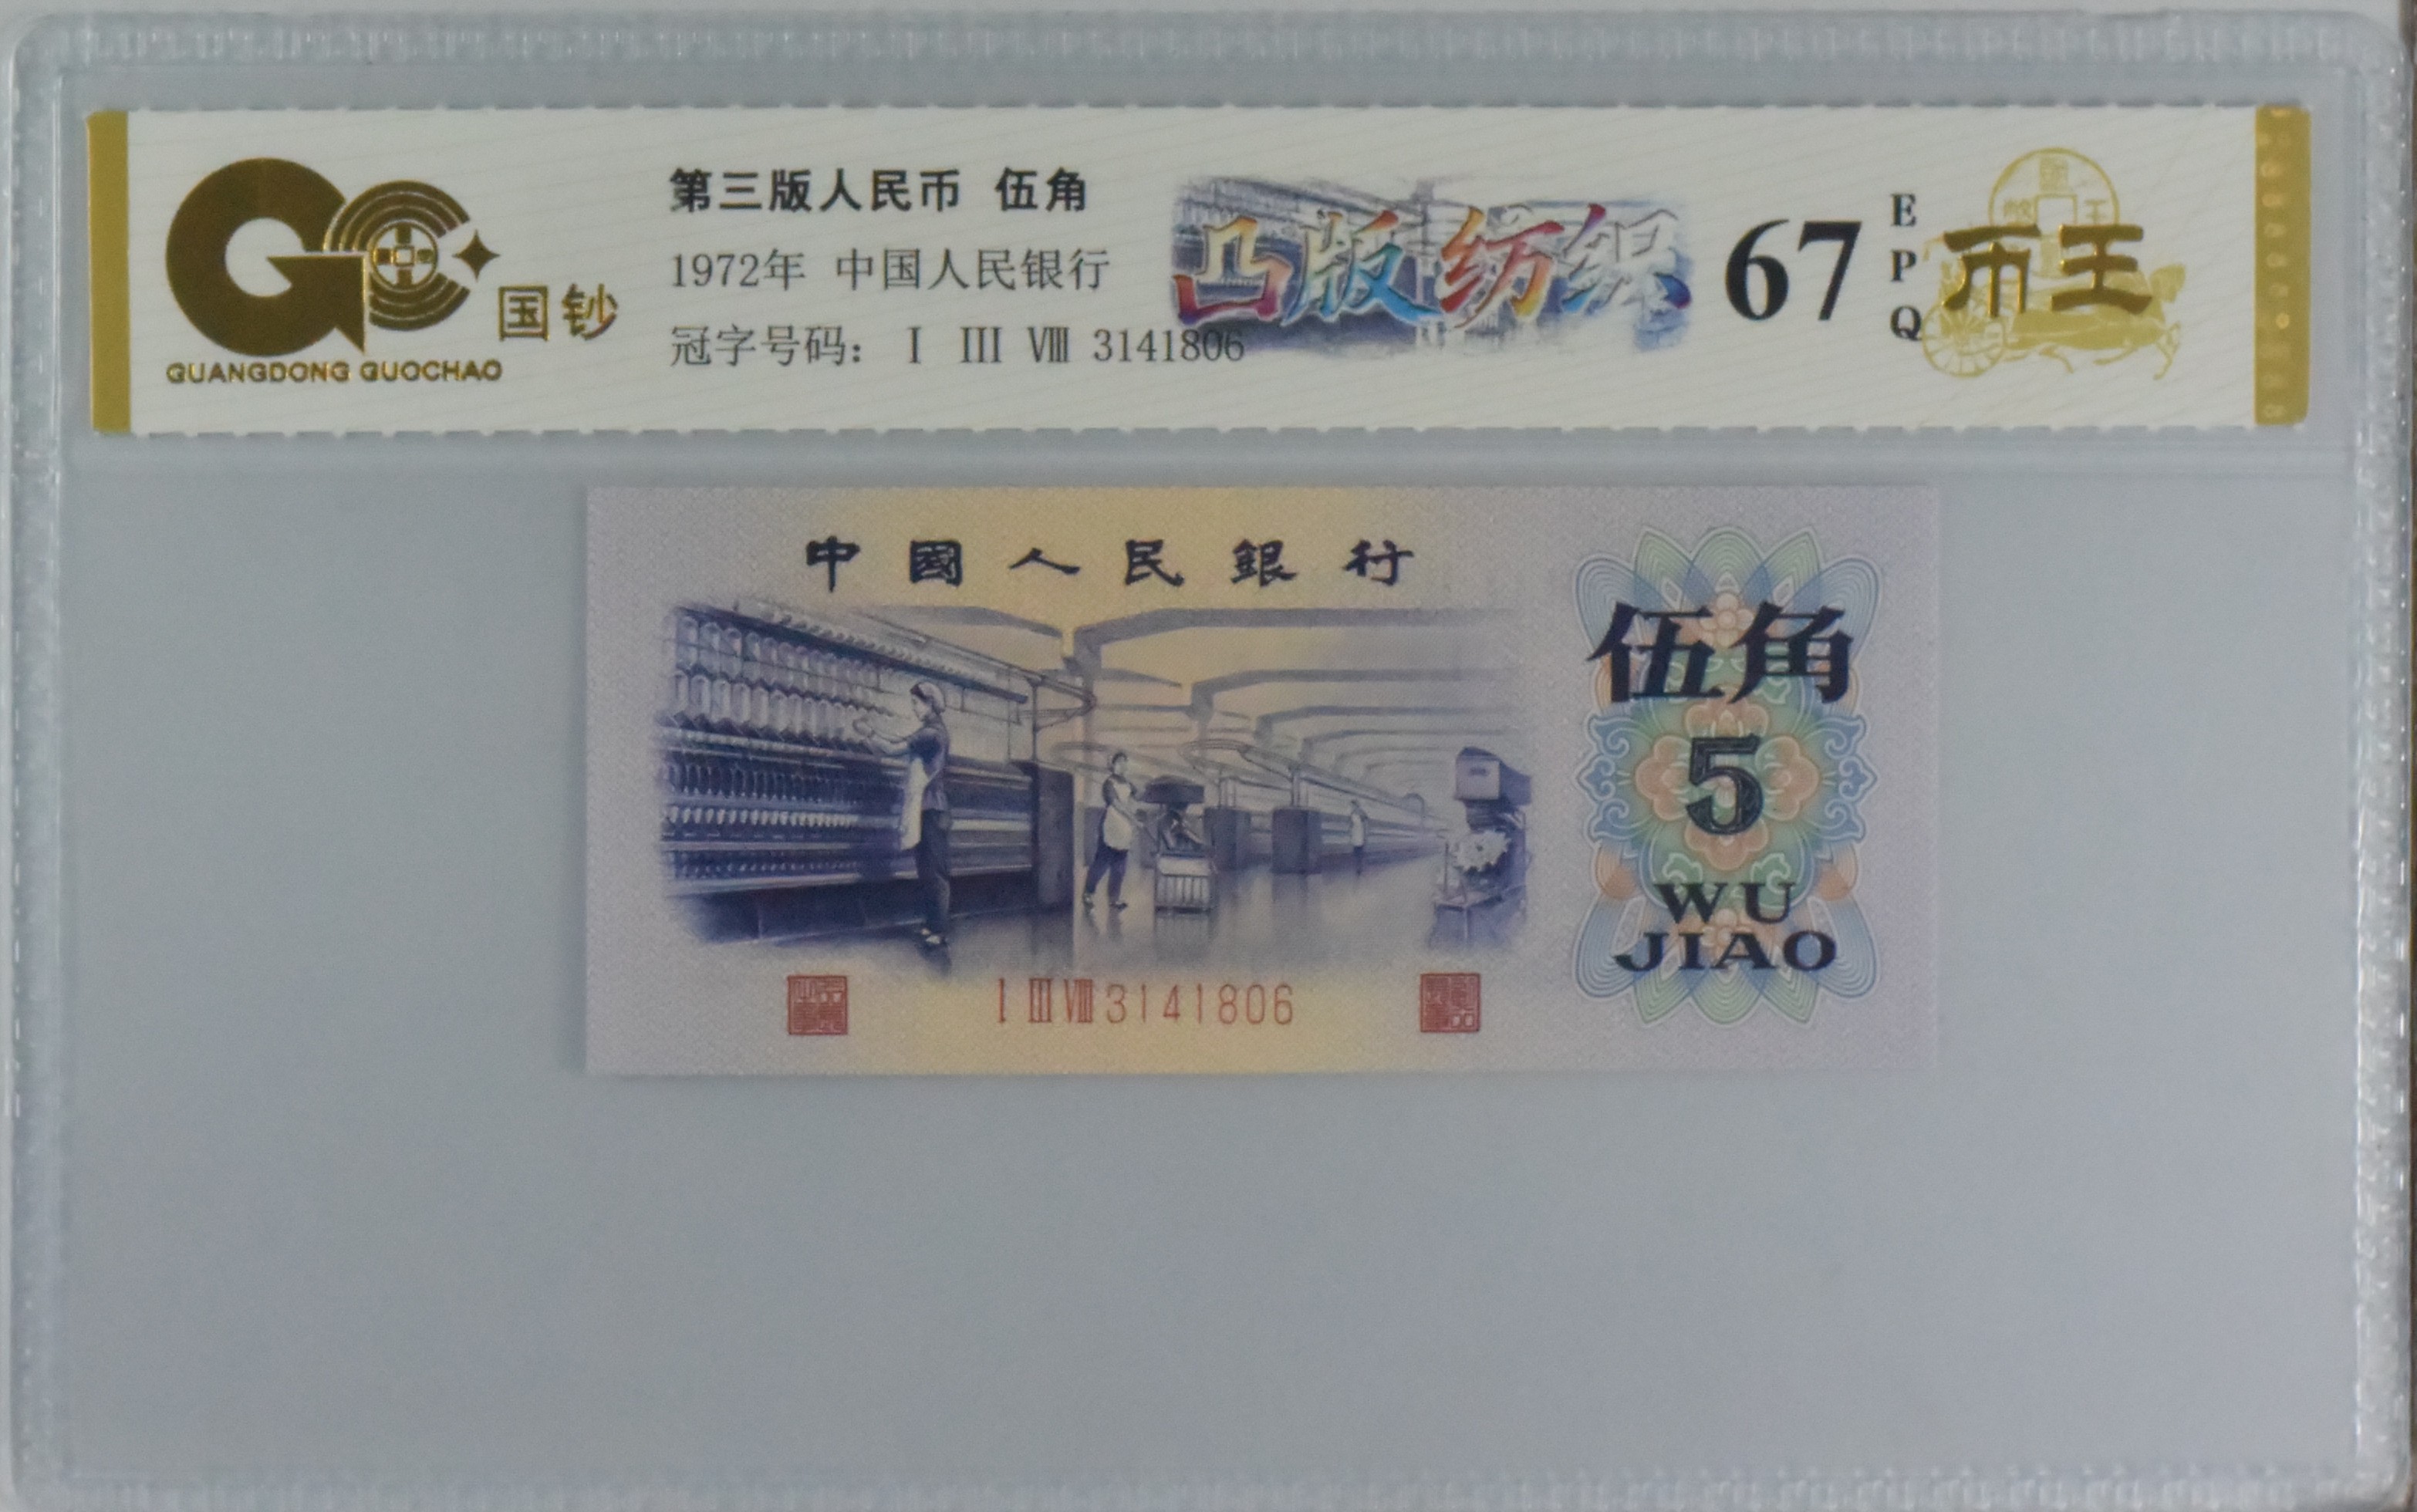 国钞
GUANGDONG GUOCHAO
第三版人民币 伍角
1972年 中国人民银行
冠字号码： Ⅰ Ⅲ Ⅷ 3141806
凸版纺织
67
EPQ
币王
中國人民銀行
伍角
5
WU
JIAO
Ⅰ Ⅲ Ⅷ 3141806